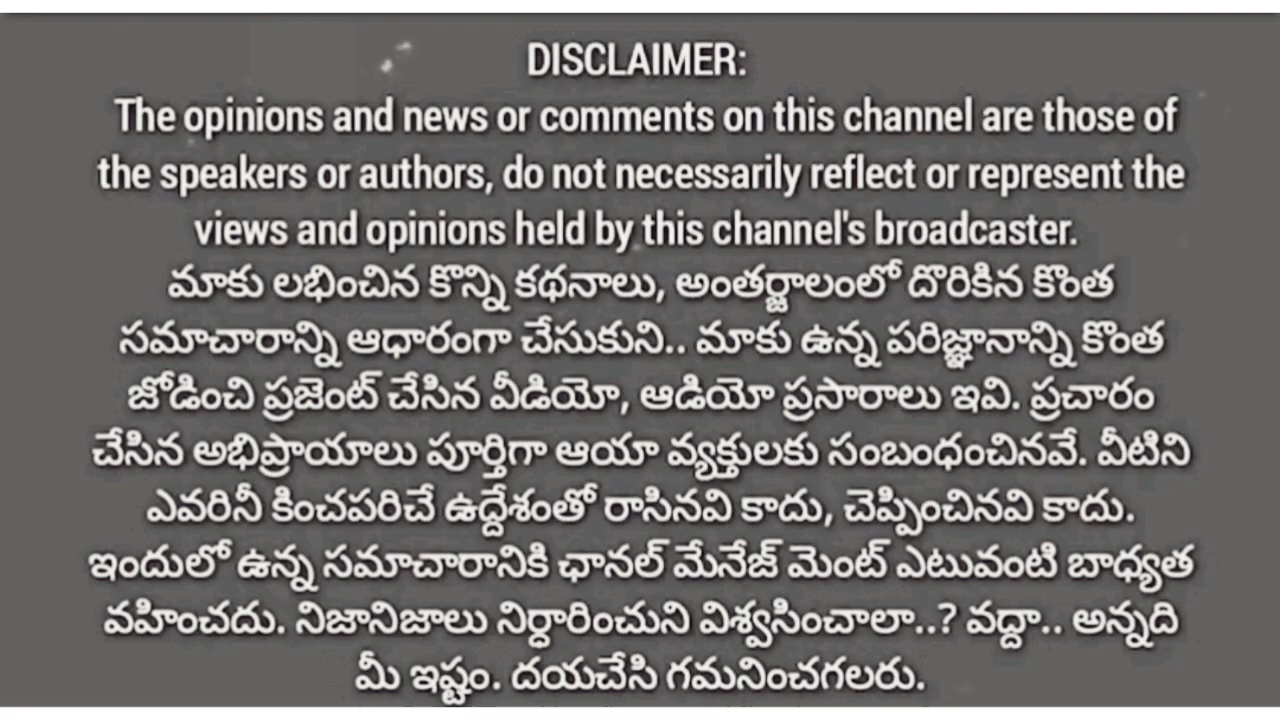 DISCLAIMER:
The opinions and news or comments on this channel are those of
the speakers or authors, do not necessarily reflect or represent the
views and opinions held by this channel's broadcaster.
మాకు లభించిన కొన్ని కథనాలు, అంతర్జాలంలో దొరికిన కొంత
సమాచారాన్ని ఆధారంగా చేసుకుని.. మాకు ఉన్న పరిజ్ఞానాన్ని కొంత
జోడించి ప్రజెంట్ చేసిన వీడియో, ఆడియో ప్రసారాలు ఇవి. ప్రచారం
చేసిన అభిప్రాయాలు పూర్తిగా ఆయా వ్యక్తులకు సంబంధంచినవే. వీటిని
ఎవరినీ కించపరిచే ఉద్దేశంతో రాసినవి కాదు, చెప్పించినవి కాదు.
ఇందులో ఉన్న సమాచారానికి ఛానల్ మేనేజ్ మెంట్ ఎటువంటి బాధ్యత
వహించదు. నిజానిజాలు నిర్ధారించుని విశ్వసించాలా..? వద్దా.. అన్నది
మీ ఇష్టం. దయచేసి గమనించగలరు.